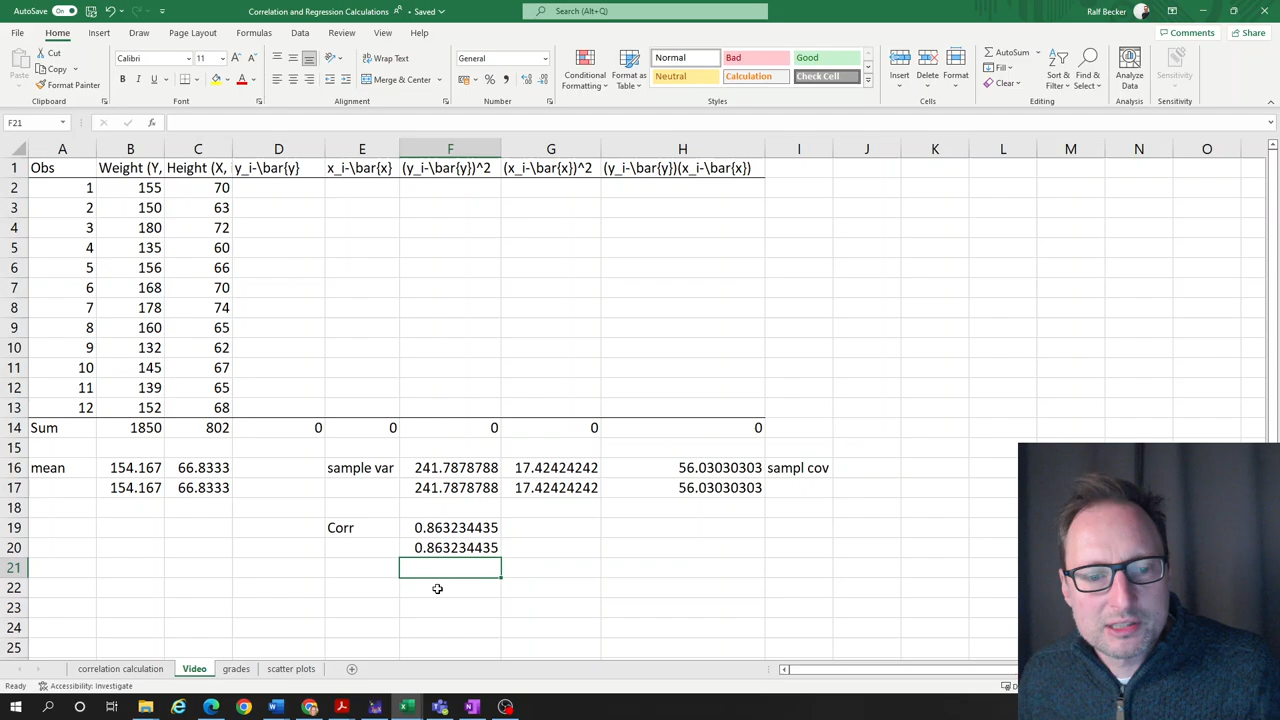 AutoSave On Correlation and Regression Calculations • Saved Search (Alt+Q) Ralf Becker
File Home Insert Draw Page Layout Formulas Data Review View Help Comments Share
Paste Cut Calibri 11 Wrap Text General Conditional Formatting Format as Table Normal Bad Good Insert Delete Format AutoSum Sort & Filter Find & Select Analyze Data Sensitivity
Copy Fill
Format Painter B I U Merge & Center Neutral Calculation Check Cell Clear
Clipboard Font Alignment Number Styles Cells Editing Analysis Sensitivity
F21 fx
A B C D E F G H I J K L M N O
1 Obs Weight (Y, Height (X, y_i-\bar{y} x_i-\bar{x} (y_i-\bar{y})^2 (x_i-\bar{x})^2 (y_i-\bar{y})(x_i-\bar{x})
2 1 155 70
3 2 150 63
4 3 180 72
5 4 135 60
6 5 156 66
7 6 168 70
8 7 178 74
9 8 160 65
10 9 132 62
11 10 145 67
12 11 139 65
13 12 152 68
14 Sum 1850 802 0 0 0 0 0
15
16 mean 154.167 66.8333 sample var 241.7878788 17.42424242 56.03030303 sampl cov
17 154.167 66.8333 241.7878788 17.42424242 56.03030303
18
19 Corr 0.863234435
20 0.863234435
21
22
23
24
25
correlation calculation Video grades scatter plots
Ready Accessibility: Investigate